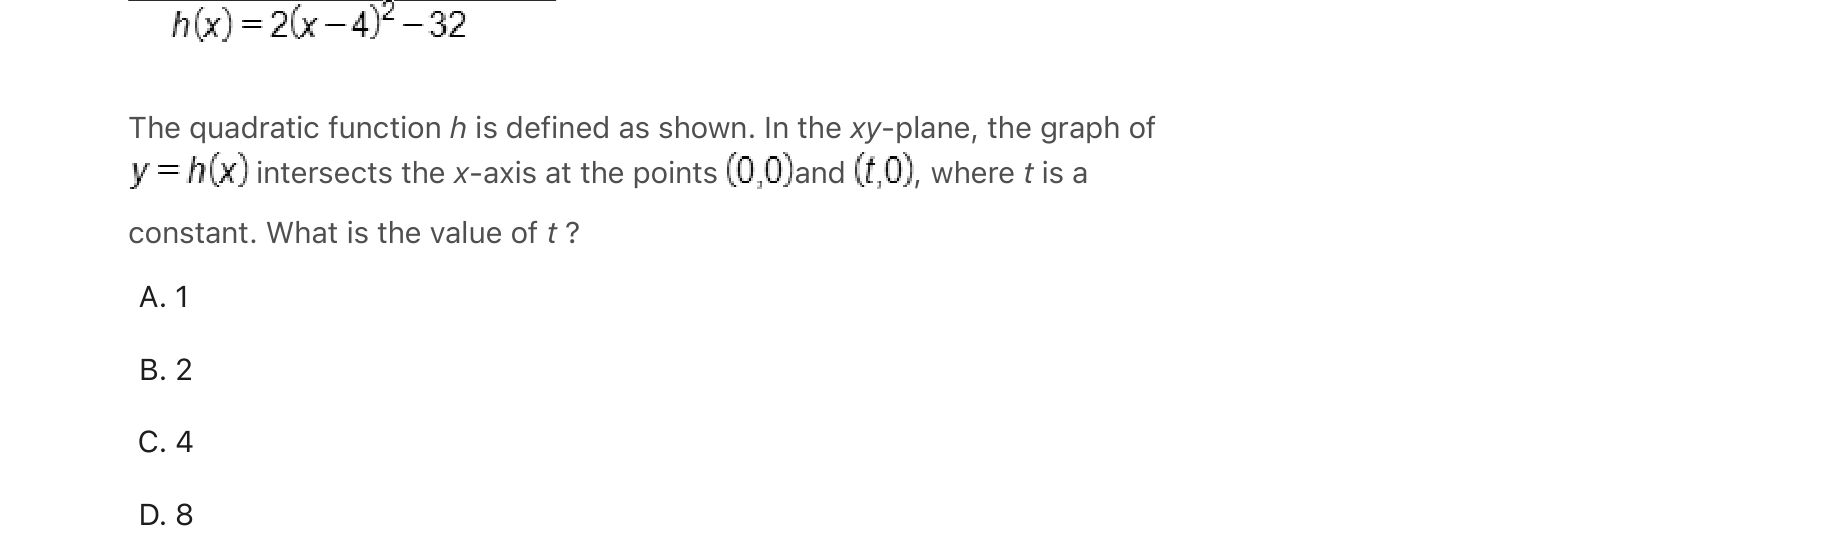 h(x) = 2(x – 4)² – 32
The quadratic function h is defined as shown. In the xy-plane, the graph of
y = h(x) intersects the x-axis at the points (0,0)and (t,0), where t is a
constant. What is the value of t ?
A. 1
B. 2
C. 4
D. 8